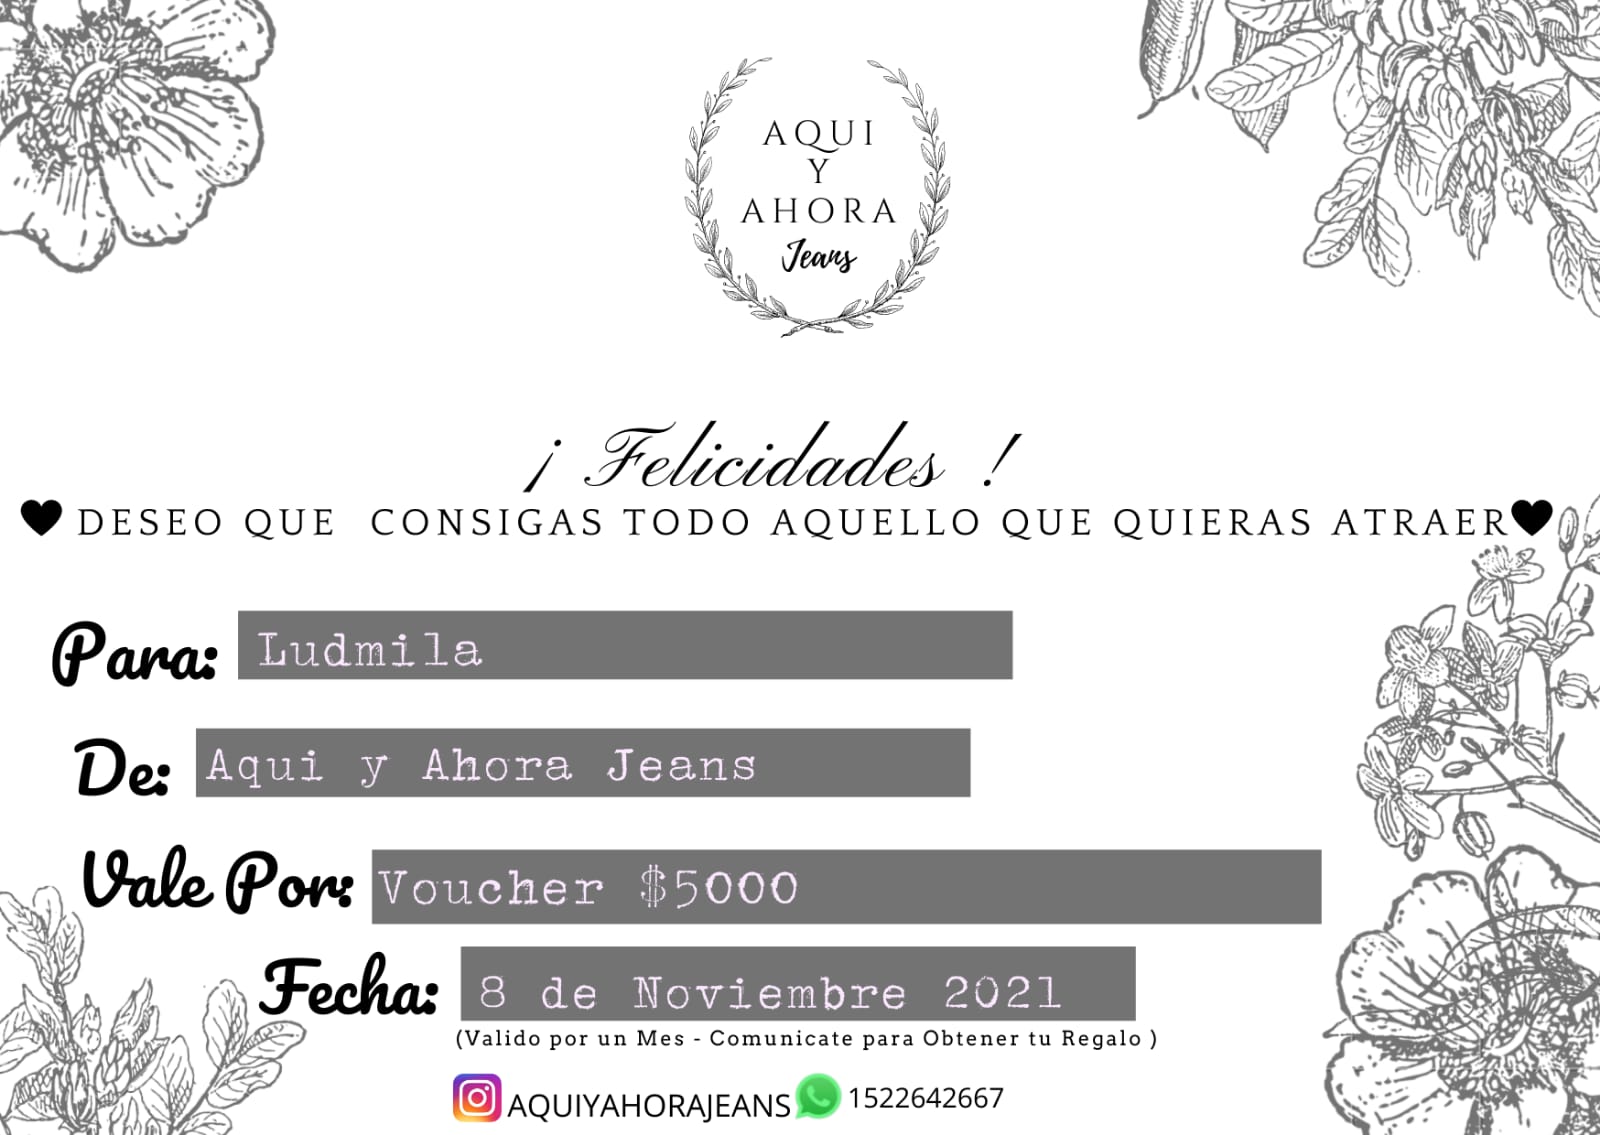 AQUI
Y
AHORA
Jeans
¡ Felicidades !
DESEO QUE CONSIGAS TODO AQUELLO QUE QUIERAS ATRAER
Para: Ludmila
De: Aqui y Ahora Jeans
Vale Por: Voucher $5000
Fecha: 8 de Noviembre 2021
(Valido por un Mes - Comunicate para Obtener tu Regalo )
AQUIYAHORAJEANS 1522642667